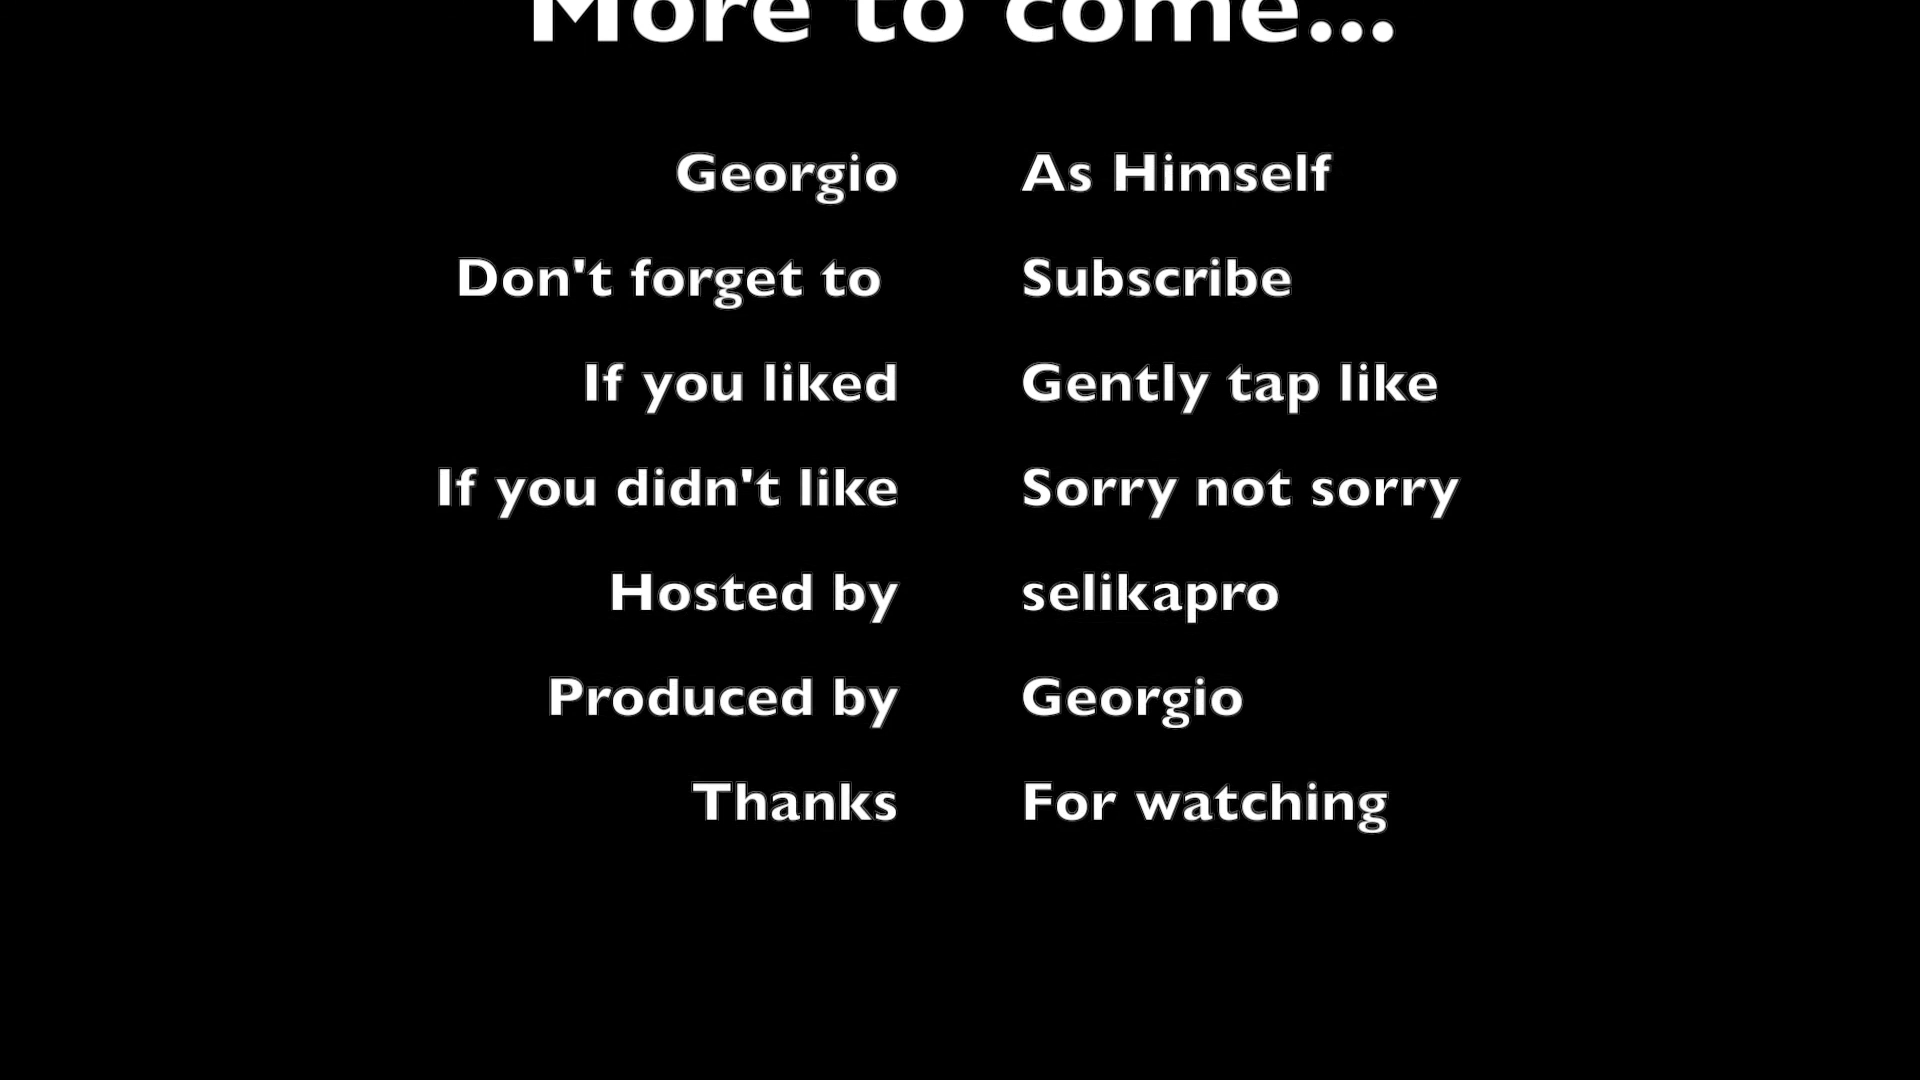 More to come...
Georgio As Himself
Don't forget to Subscribe
If you liked Gently tap like
If you didn't like Sorry not sorry
Hosted by selikapro
Produced by Georgio
Thanks For watching